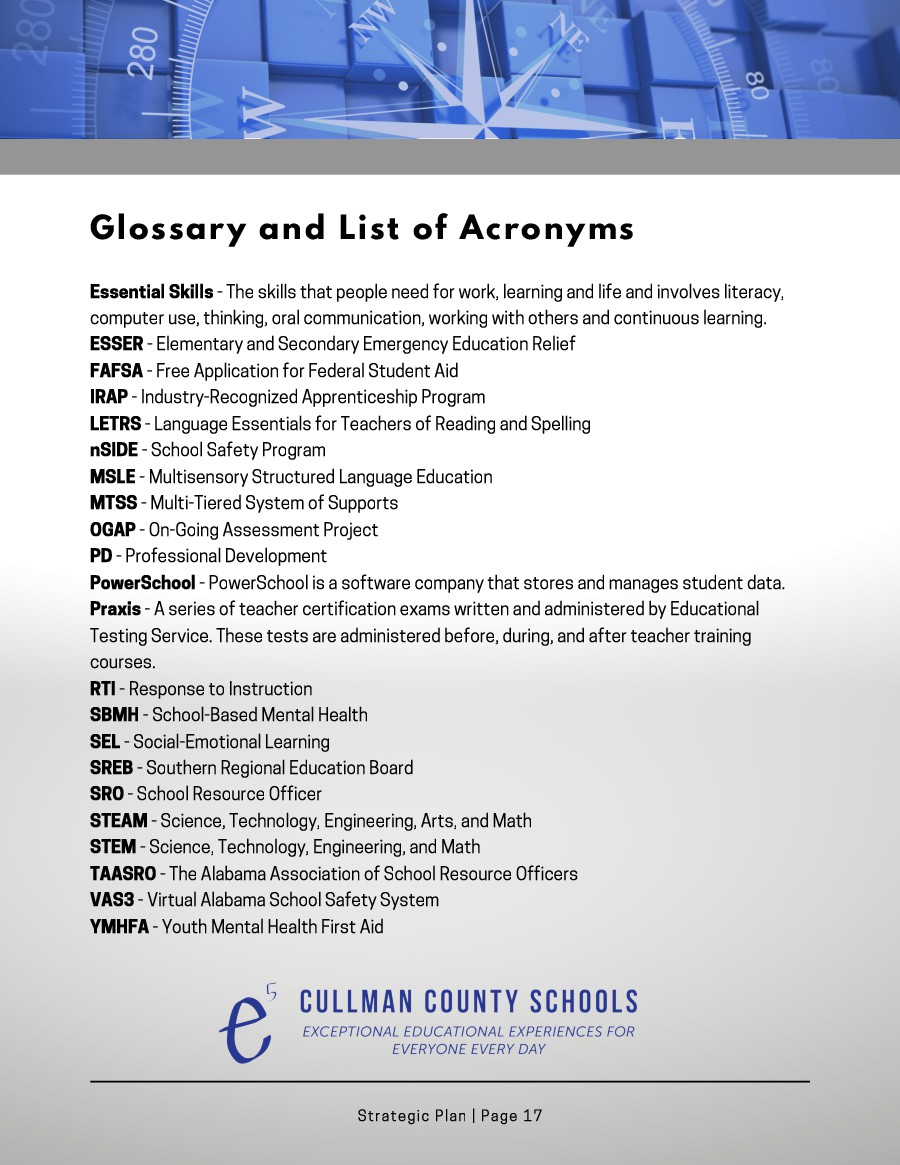 280
280
NW
NE
NE
W
W
E
80
80
Glossary and List of Acronyms
Essential Skills - The skills that people need for work, learning and life and involves literacy,
computer use, thinking, oral communication, working with others and continuous learning.
ESSER - Elementary and Secondary Emergency Education Relief
FAFSA - Free Application for Federal Student Aid
IRAP - Industry-Recognized Apprenticeship Program
LETRS - Language Essentials for Teachers of Reading and Spelling
nSIDE - School Safety Program
MSLE - Multisensory Structured Language Education
MTSS - Multi-Tiered System of Supports
OGAP - On-Going Assessment Project
PD - Professional Development
PowerSchool - PowerSchool is a software company that stores and manages student data.
Praxis - A series of teacher certification exams written and administered by Educational
Testing Service. These tests are administered before, during, and after teacher training
courses.
RTI - Response to Instruction
SBMH - School-Based Mental Health
SEL - Social-Emotional Learning
SREB - Southern Regional Education Board
SRO - School Resource Officer
STEAM - Science, Technology, Engineering, Arts, and Math
STEM - Science, Technology, Engineering, and Math
TAASRO - The Alabama Association of School Resource Officers
VAS3 - Virtual Alabama School Safety System
YMHFA - Youth Mental Health First Aid
e5 CULLMAN COUNTY SCHOOLS
EXCEPTIONAL EDUCATIONAL EXPERIENCES FOR
EVERYONE EVERY DAY
Strategic Plan | Page 17